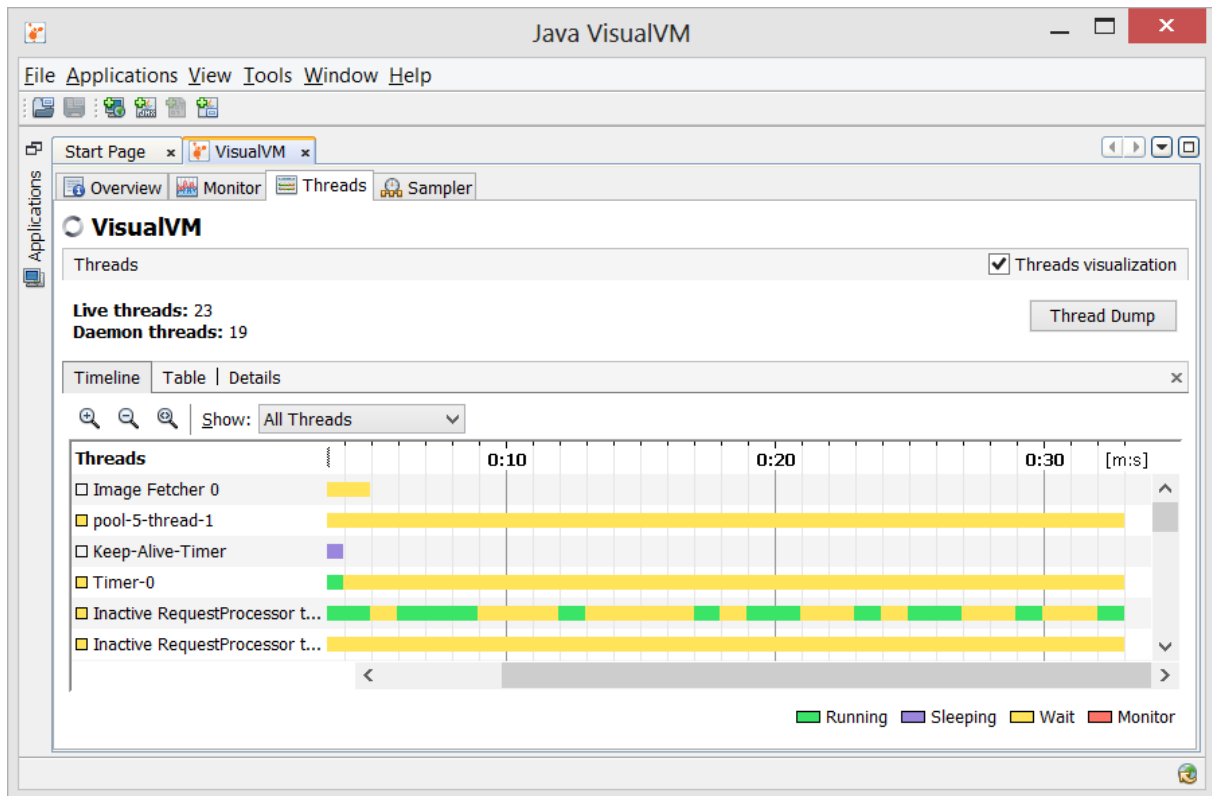 Java VisualVM
File Applications View Tools Window Help
Applications
Start Page VisualVM
Overview Monitor Threads Sampler
VisualVM
Threads Threads visualization
Live threads: 23
Daemon threads: 19
Thread Dump
Timeline Table Details
Show: All Threads
Threads 0:10 0:20 0:30 [m:s]
Image Fetcher 0
pool-5-thread-1
Keep-Alive-Timer
Timer-0
Inactive RequestProcessor t...
Inactive RequestProcessor t...
Running Sleeping Wait Monitor